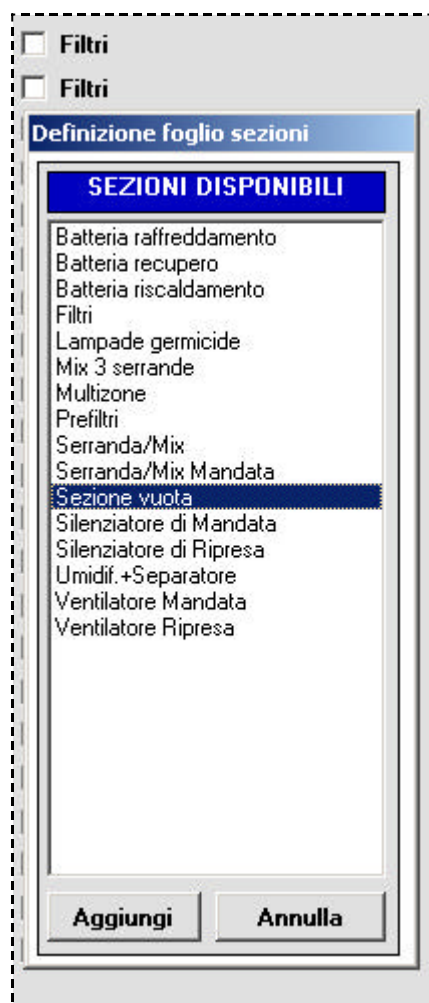 Filtri
Filtri
Definizione foglio sezioni
SEZIONI DISPONIBILI
Batteria raffreddamento
Batteria recupero
Batteria riscaldamento
Filtri
Lampade germicide
Mix 3 serrande
Multizone
Prefiltri
Serranda/Mix
Serranda/Mix Mandata
Sezione vuota
Silenziatore di Mandata
Silenziatore di Ripresa
Umidif.+Separatore
Ventilatore Mandata
Ventilatore Ripresa
Aggiungi Annulla